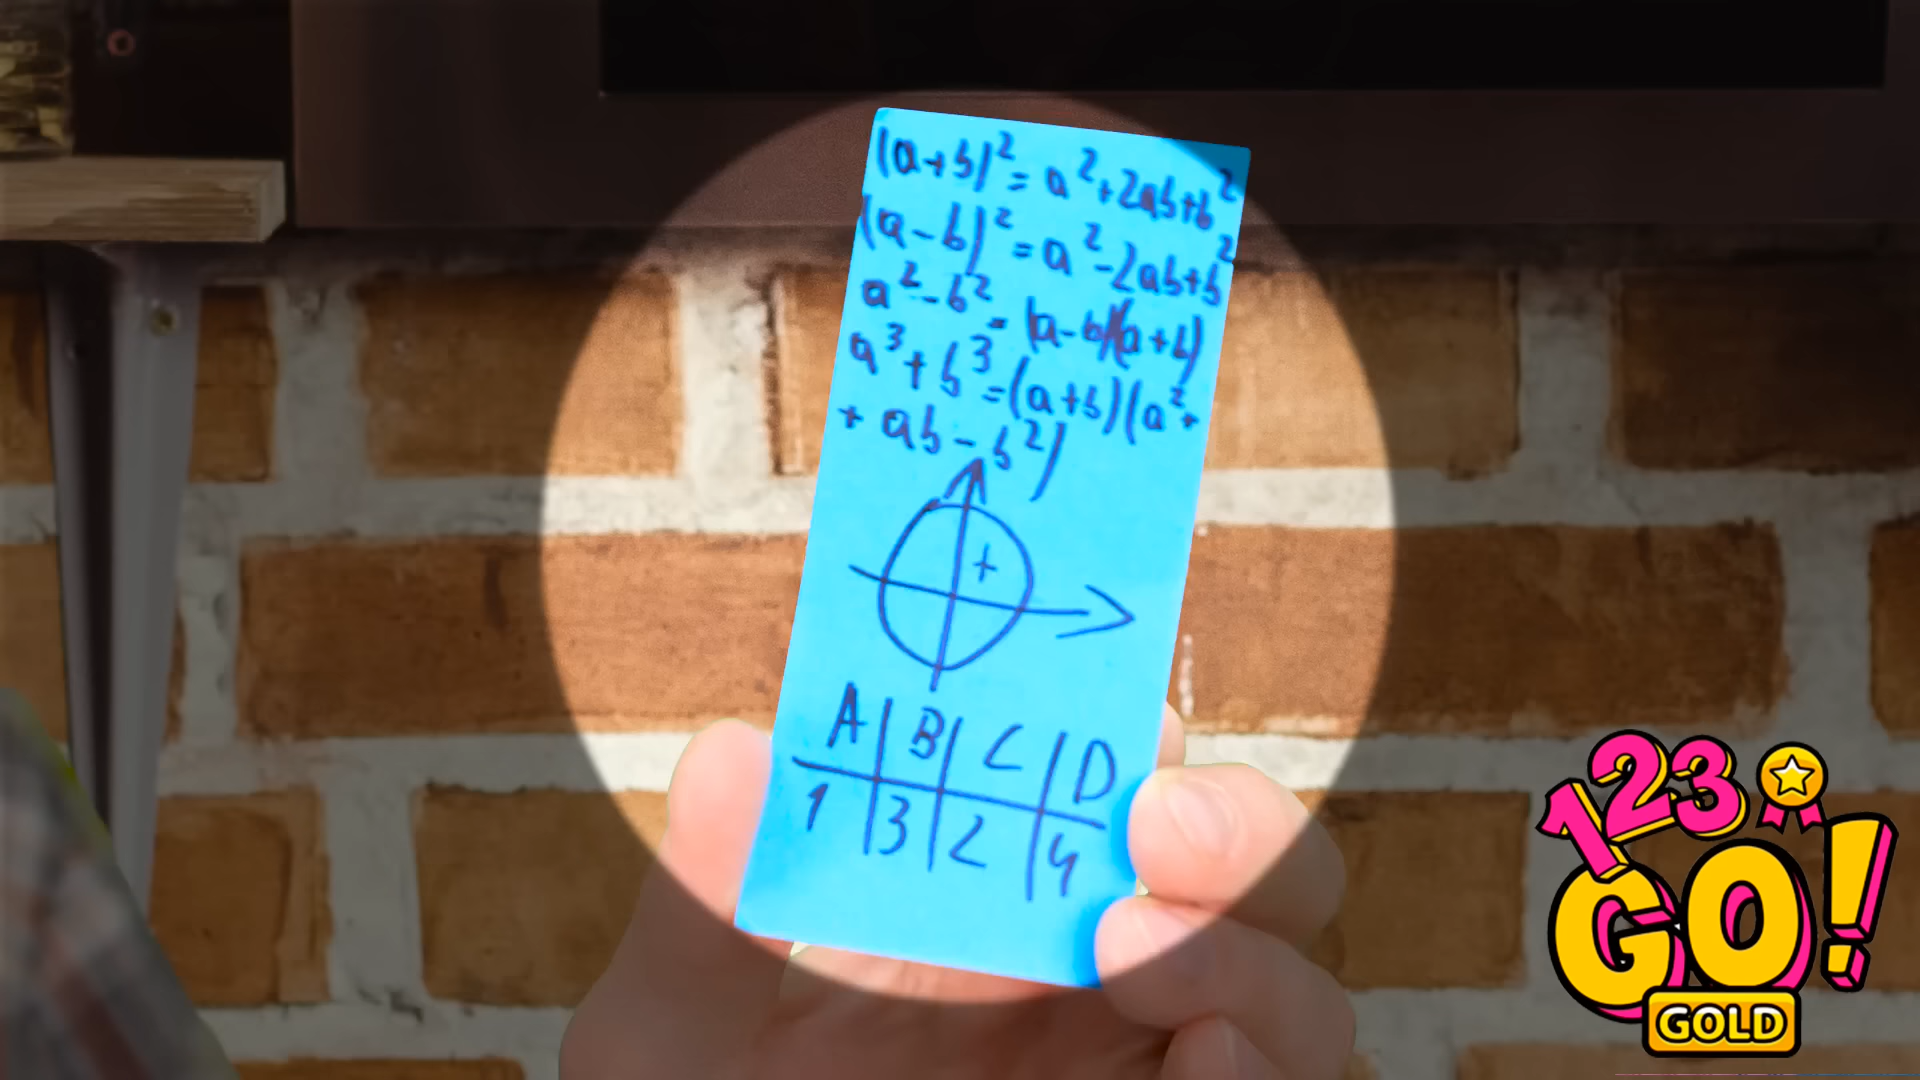 (a+b)² = a²+2ab+b²
(a-b)² = a²-2ab+b²
a²-b² = (a-b)(a+b)
a³+b³=(a+b)(a²+
+ab-b²)
+
A | B | C | D
1 | 3 | 2 | 4
123
GO!
GOLD